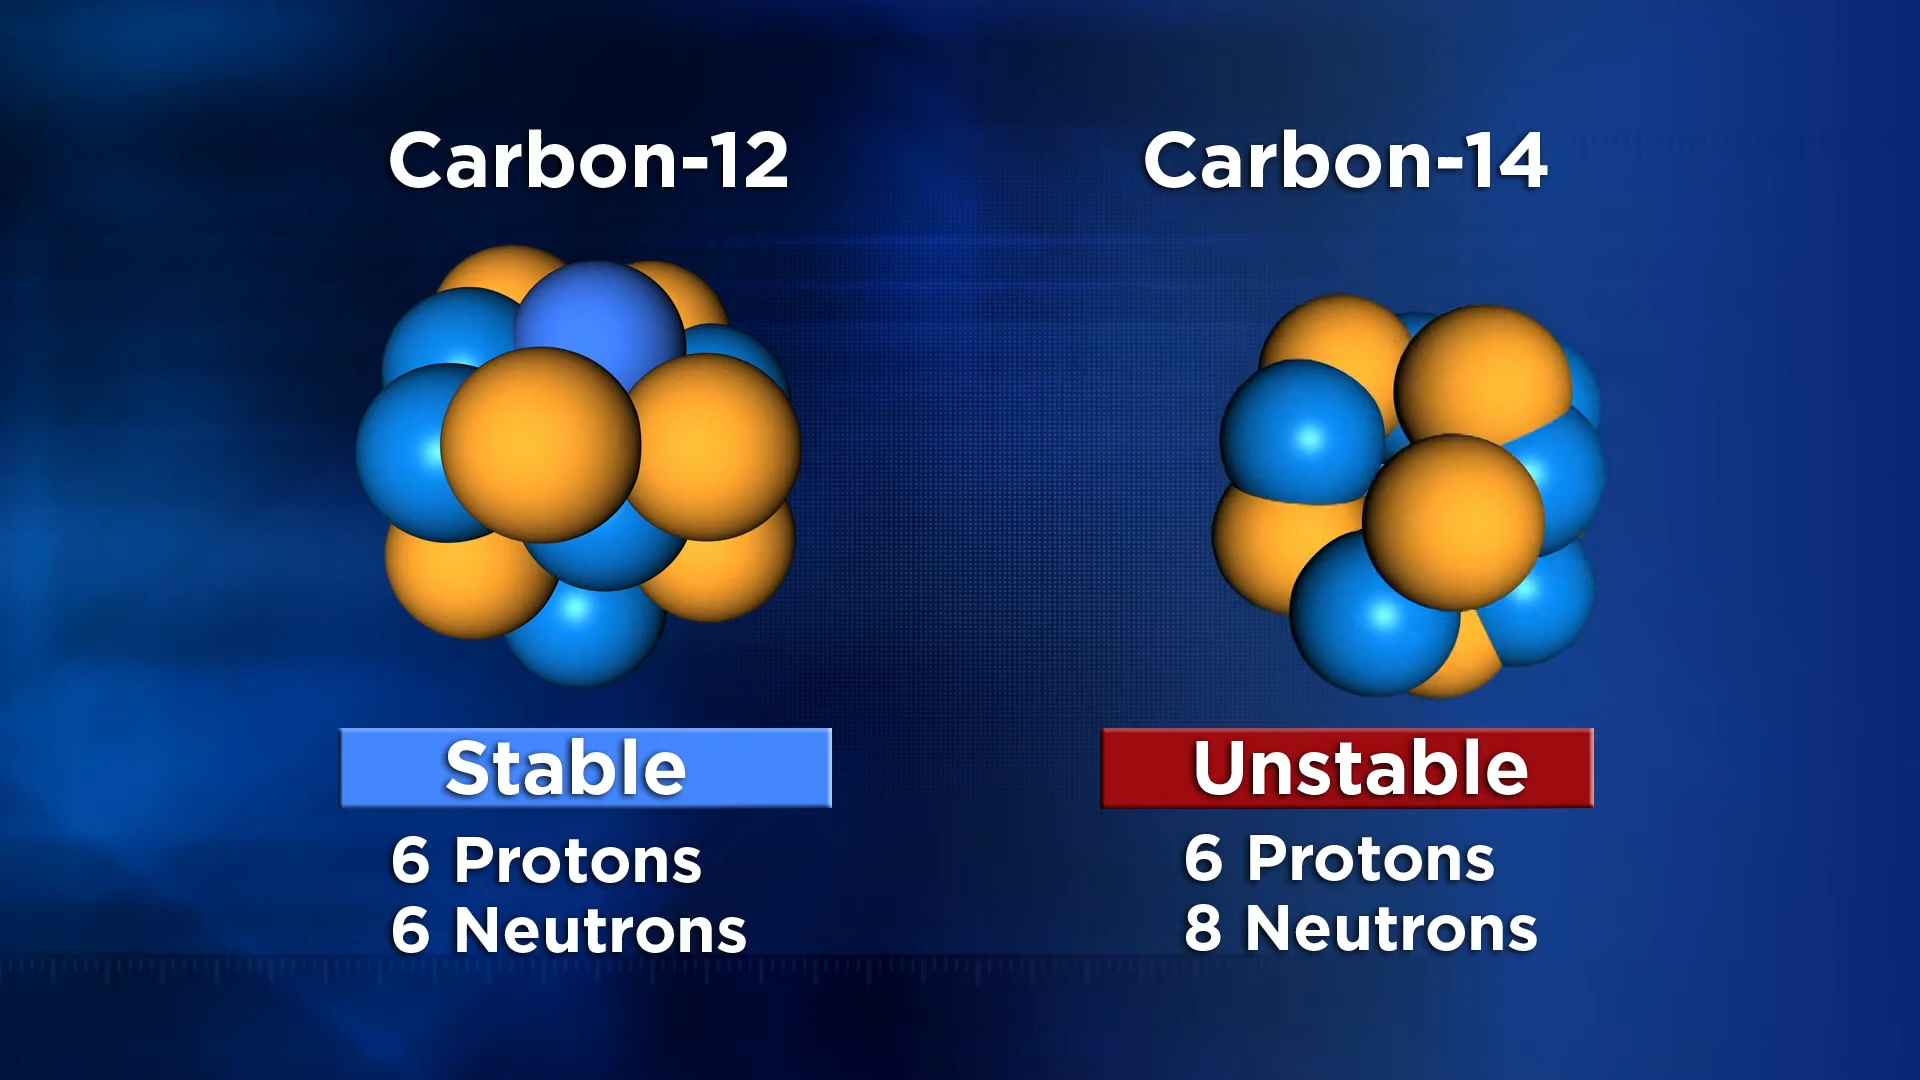 Carbon-12
Carbon-14
Stable
Unstable
6 Protons
6 Neutrons
6 Protons
8 Neutrons